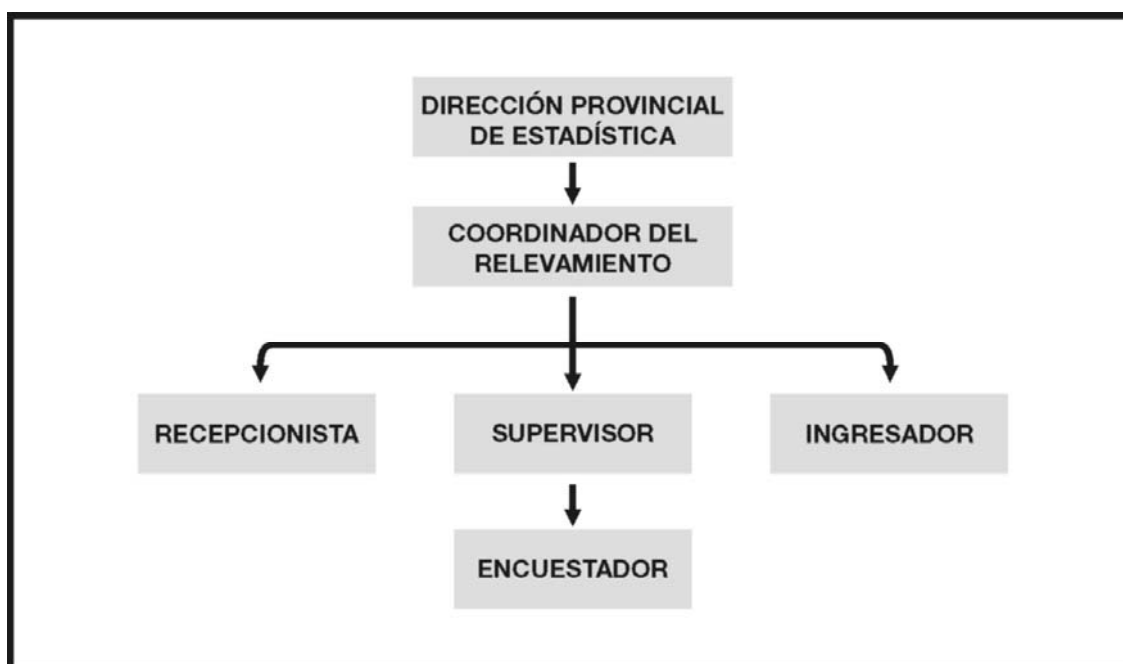 DIRECCIÓN PROVINCIAL
DE ESTADÍSTICA
COORDINADOR DEL
RELEVAMIENTO
RECEPCIONISTA
SUPERVISOR
INGRESADOR
ENCUESTADOR